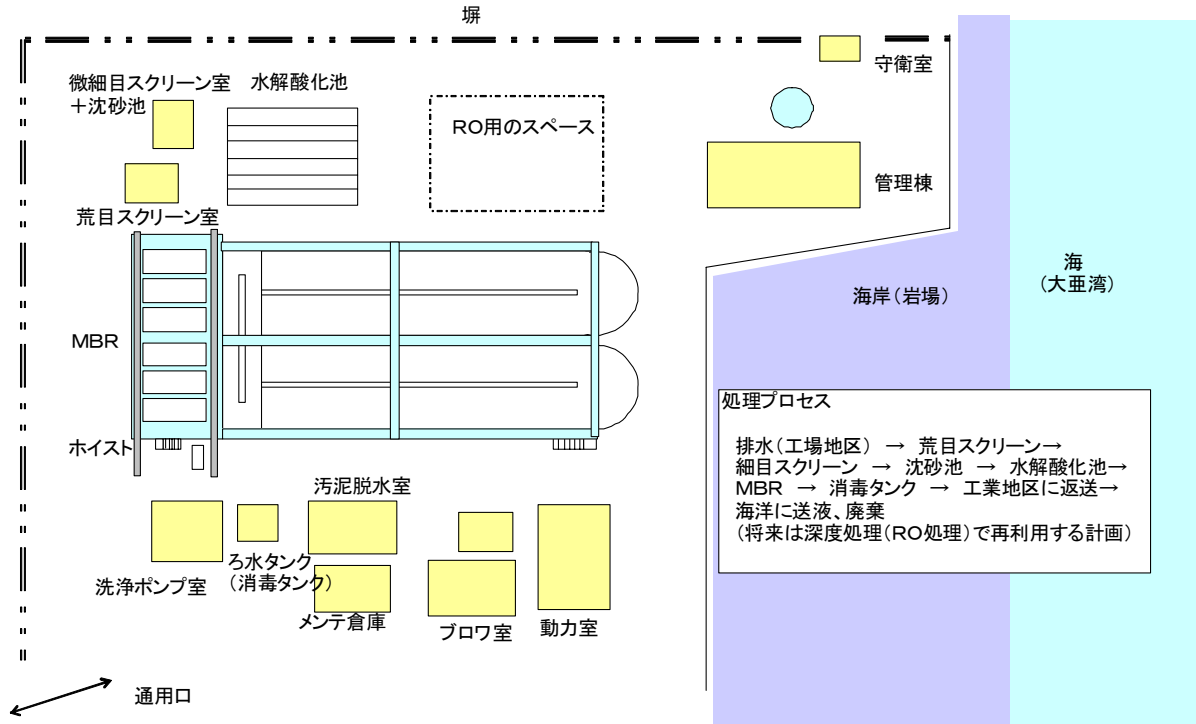 塀
守衛室
微細目スクリーン室
＋沈砂池
水解酸化池
RO用のスペース
管理棟
荒目スクリーン室
海
（大亜湾）
海岸（岩場）
MBR
処理プロセス
排水（工場地区） → 荒目スクリーン→
細目スクリーン → 沈砂池 → 水解酸化池→
MBR → 消毒タンク → 工業地区に返送→
海洋に送液、廃棄
（将来は深度処理（RO処理）で再利用する計画）
ホイスト
汚泥脱水室
ろ水タンク
（消毒タンク）
洗浄ポンプ室
メンテ倉庫
ブロワ室
動力室
通用口